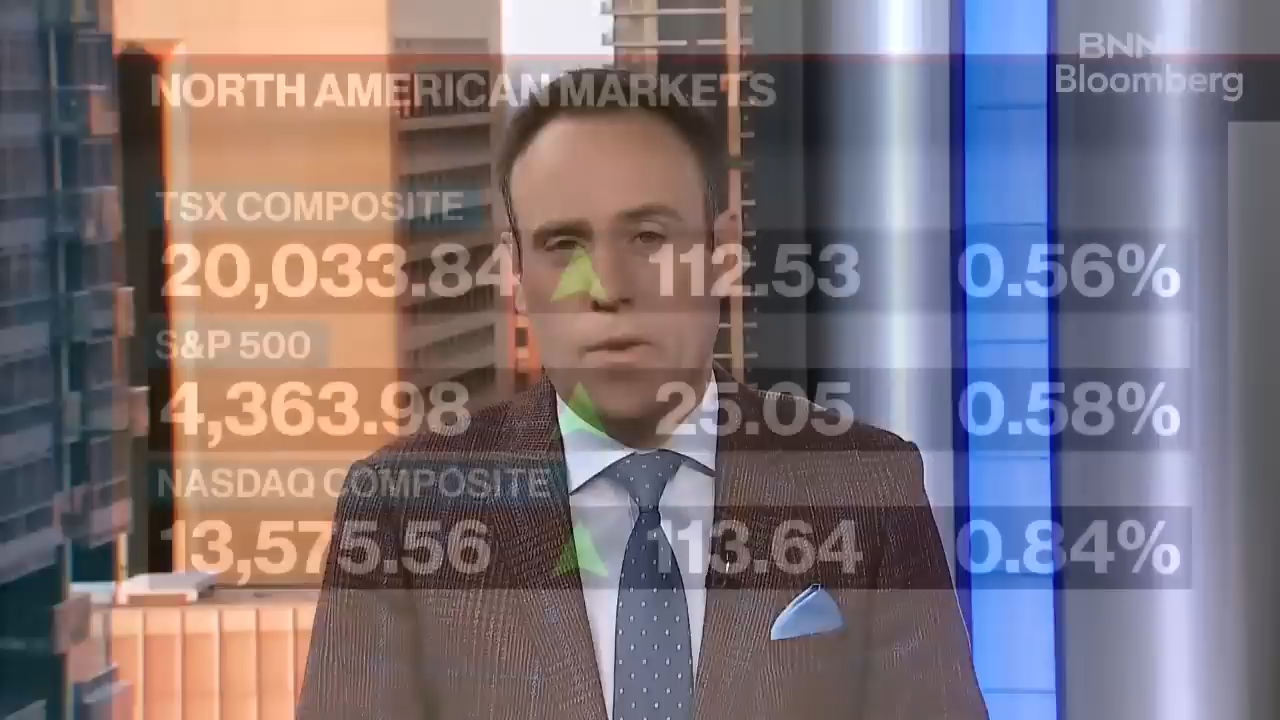 BNN
Bloomberg
NORTH AMERICAN MARKETS
TSX COMPOSITE
20,033.84 112.53 0.56%
S&P 500
4,363.98 25.05 0.58%
NASDAQ COMPOSITE
13,575.56 113.64 0.84%